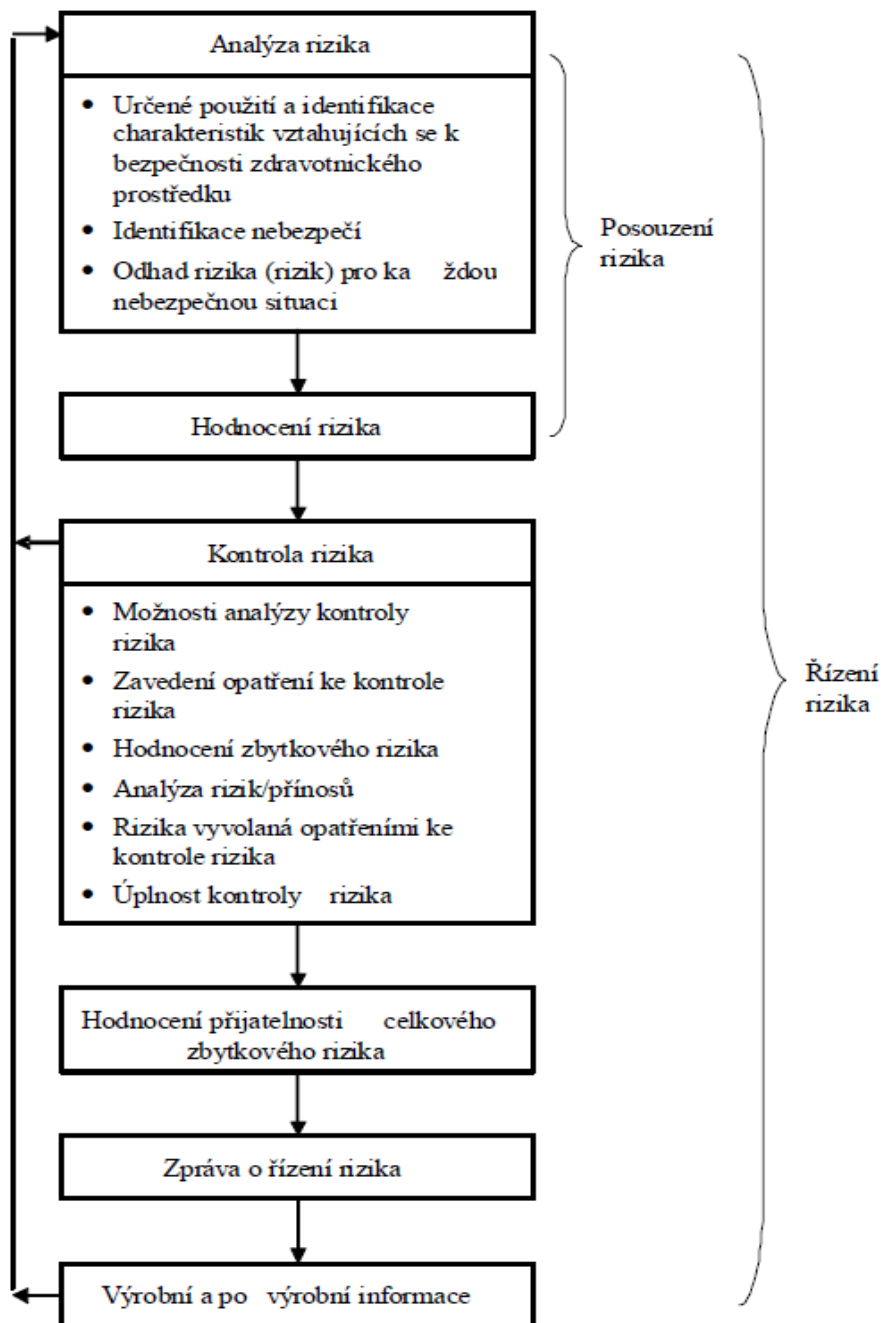 Analýza rizika
• Určené použití a identifikace
charakteristik vztahujících se k
bezpečnosti zdravotnického
prostředku
• Identifikace nebezpečí
• Odhad rizika (rizik) pro ka ždou
nebezpečnou situaci
Posouzení
rizika
Hodnocení rizika
Kontrola rizika
• Možnosti analýzy kontroly
rizika
• Zavedení opatření ke kontrole
rizika
• Hodnocení zbytkového rizika
• Analýza rizik/přínosů
• Rizika vyvolaná opatřeními ke
kontrole rizika
• Úplnost kontroly rizika
Řízení
rizika
Hodnocení přijatelnosti celkového
zbytkového rizika
Zpráva o řízení rizika
Výrobní a po výrobní informace